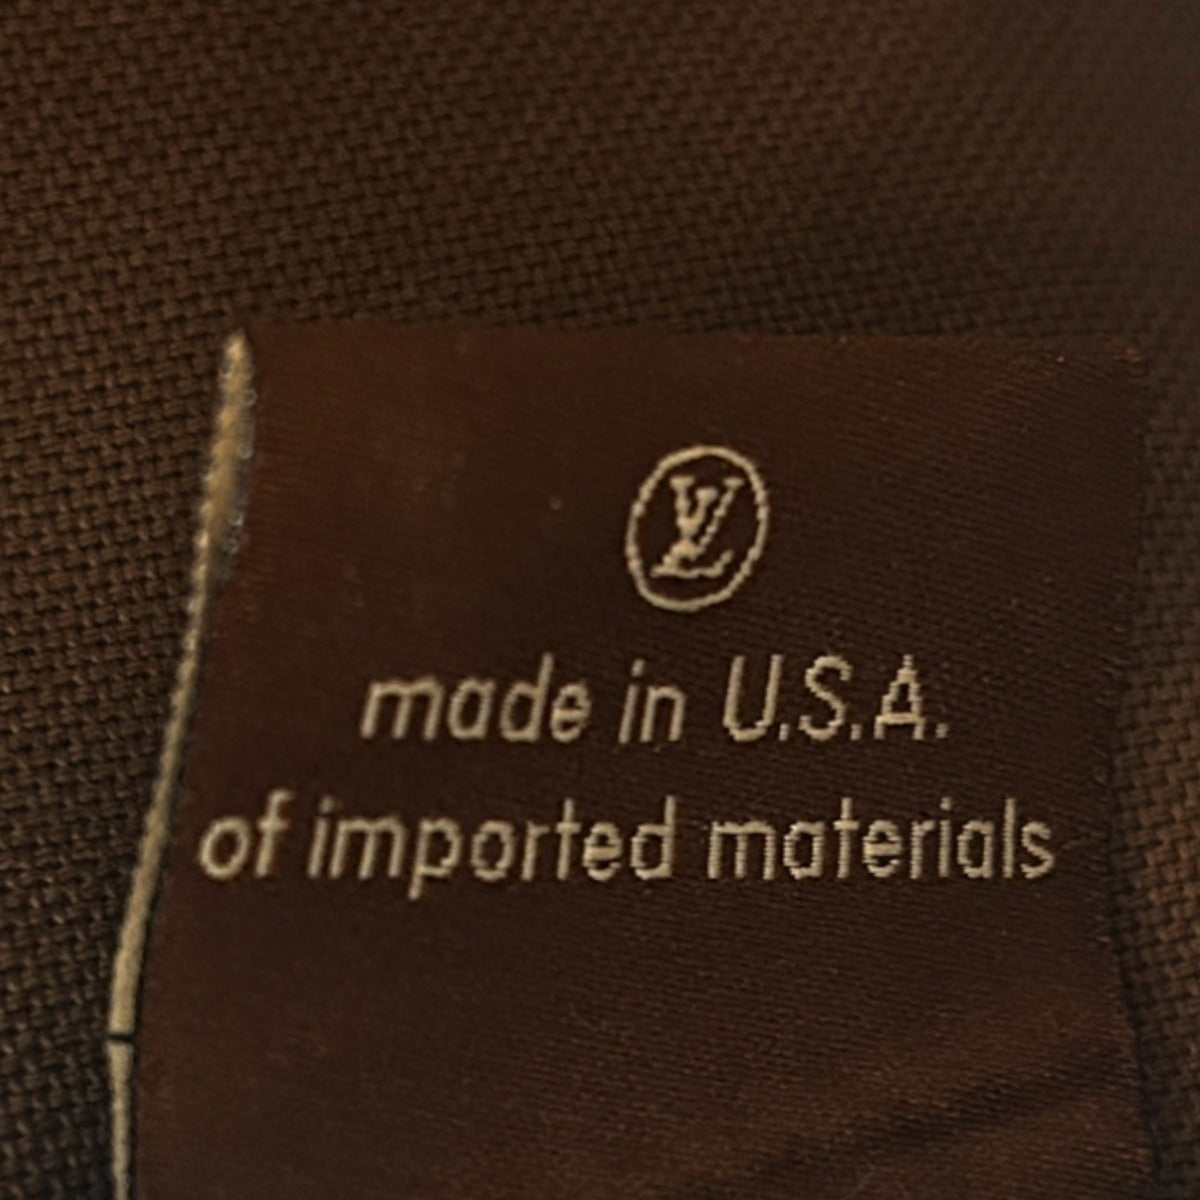 LV
made in U.S.A.
of imported materials